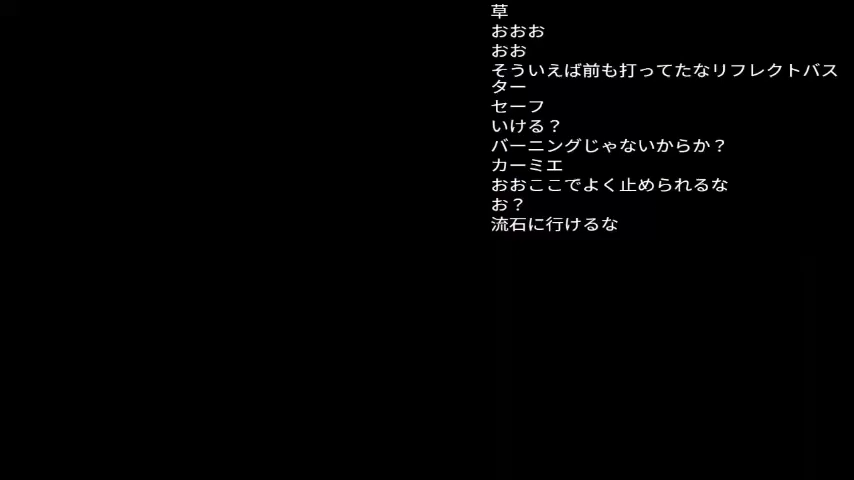 草
おおお
おお
そういえば前も打ってたなリフレクトバス
ター
セーフ
いける？
バーニングじゃないからか？
カーミエ
おおここでよく止められるな
お？
流石に行けるな